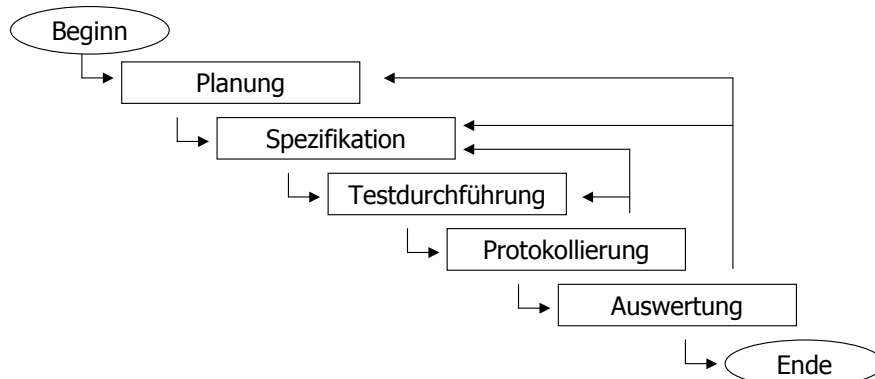 Beginn
Planung
Spezifikation
Testdurchführung
Protokollierung
Auswertung
Ende